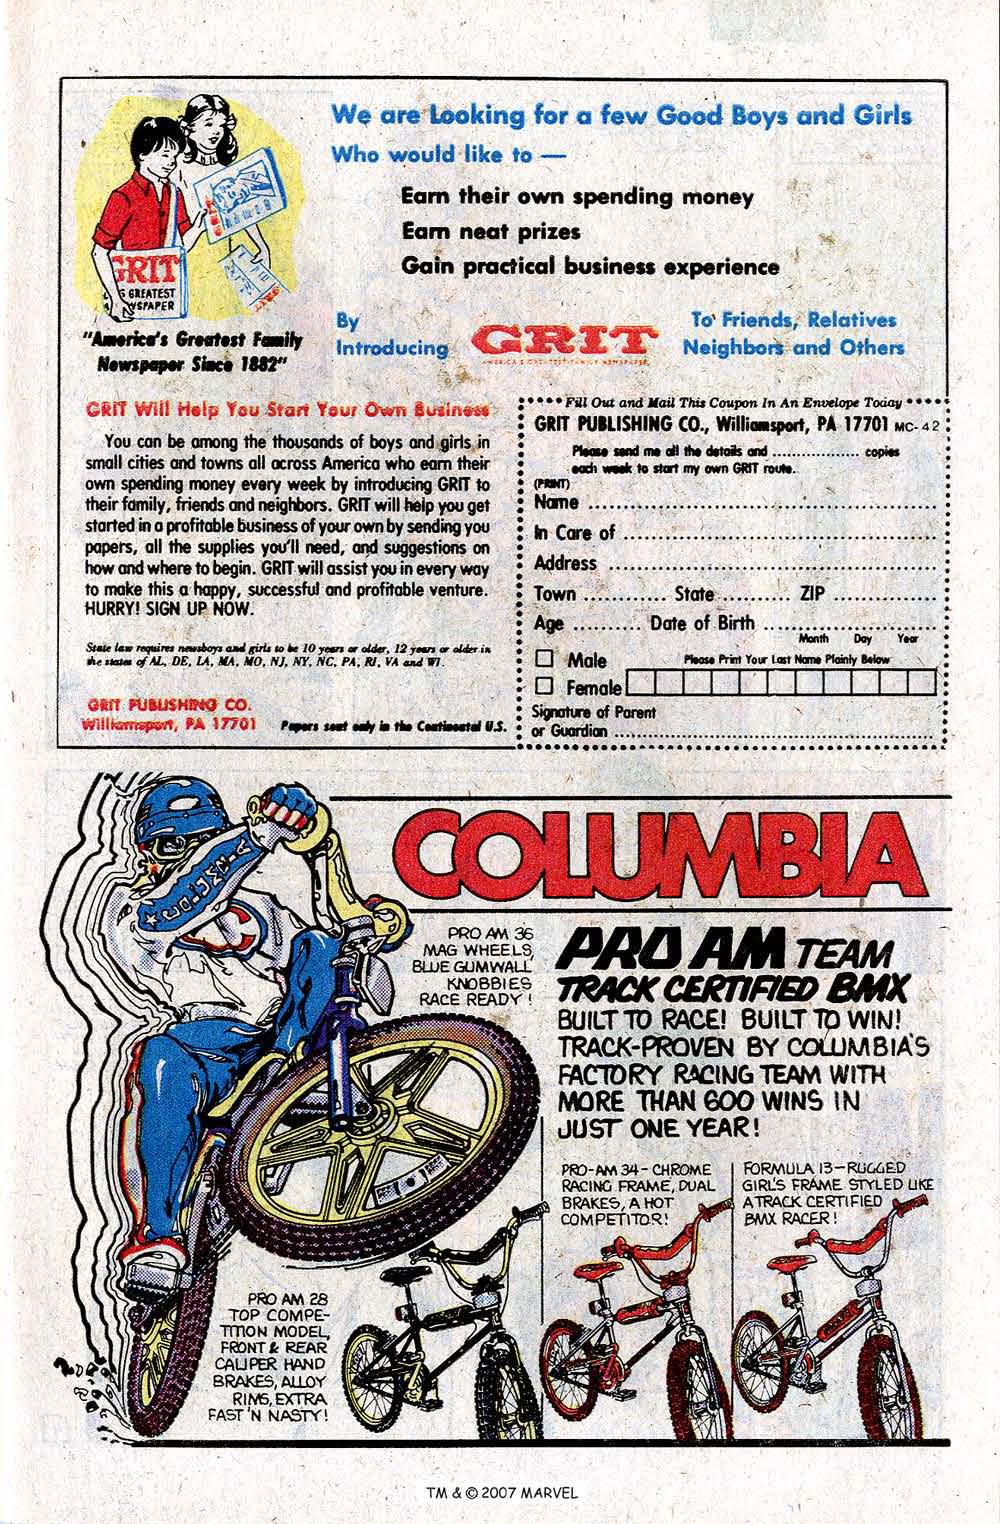 We are Looking for a few Good Boys and Girls
Who would like to —
Earn their own spending money
Earn neat prizes
Gain practical business experience
GRIT
GREATEST
"America's Greatest Family
Newspaper Since 1882"
By
Introducing
GRIT
AMERICA'S GREATEST FAMILY NEWSPAPER
To Friends, Relatives
Neighbors and Others
GRIT Will Help You Start Your Own Business
You can be among the thousands of boys and girls in
small cities and towns all across America who earn their
own spending money every week by introducing GRIT to
their family, friends and neighbors. GRIT will help you get
started in a profitable business of your own by sending you
papers, all the supplies you'll need, and suggestions on
how and where to begin. GRIT will assist you in every way
to make this a happy, successful and profitable venture.
HURRY! SIGN UP NOW.
State law requires newsboys and girls to be 10 years or older, 12 years or older in
the states of AL, DE, LA, MA, MO, NJ, NY, NC, PA, RI, VA and WI.
GRIT PUBLISHING CO.
Williamsport, PA 17701
Papers sent only in the Continental U.S.
Fill Out and Mail This Coupon In An Envelope Today
GRIT PUBLISHING CO., Williamsport, PA 17701 MC-42
Please send me all the details and .................. copies
each week to start my own GRIT route.
(PRINT)
Name ..................................................
In Care of .............................................
Address ...............................................
Town ............ State .......... ZIP ...............
Age .......... Date of Birth .........................
Month Day Year
Male
Please Print Your Last Name Plainly Below
Female
Signature of Parent
or Guardian ..............................................
COLUMBIA
COLUMBIA
C
PRO AM 36
MAG WHEELS,
BLUE GUMWALL
KNOBBIES
RACE READY!
PRO AM TEAM
TRACK CERTIFIED BMX
BUILT TO RACE! BUILT TO WIN!
TRACK-PROVEN BY COLUMBIA'S
FACTORY RACING TEAM WITH
MORE THAN 600 WINS IN
JUST ONE YEAR!
PRO-AM 34 - CHROME
RACING FRAME, DUAL
BRAKES, A HOT
COMPETITOR!
FORMULA 13 - RUGGED
GIRL'S FRAME STYLED LIKE
A TRACK CERTIFIED
BMX RACER!
PRO AM 28
TOP COMPE-
TITION MODEL,
FRONT & REAR
CALIPER HAND
BRAKES, ALLOY
RIMS, EXTRA
FAST 'N NASTY!
TM & © 2007 MARVEL